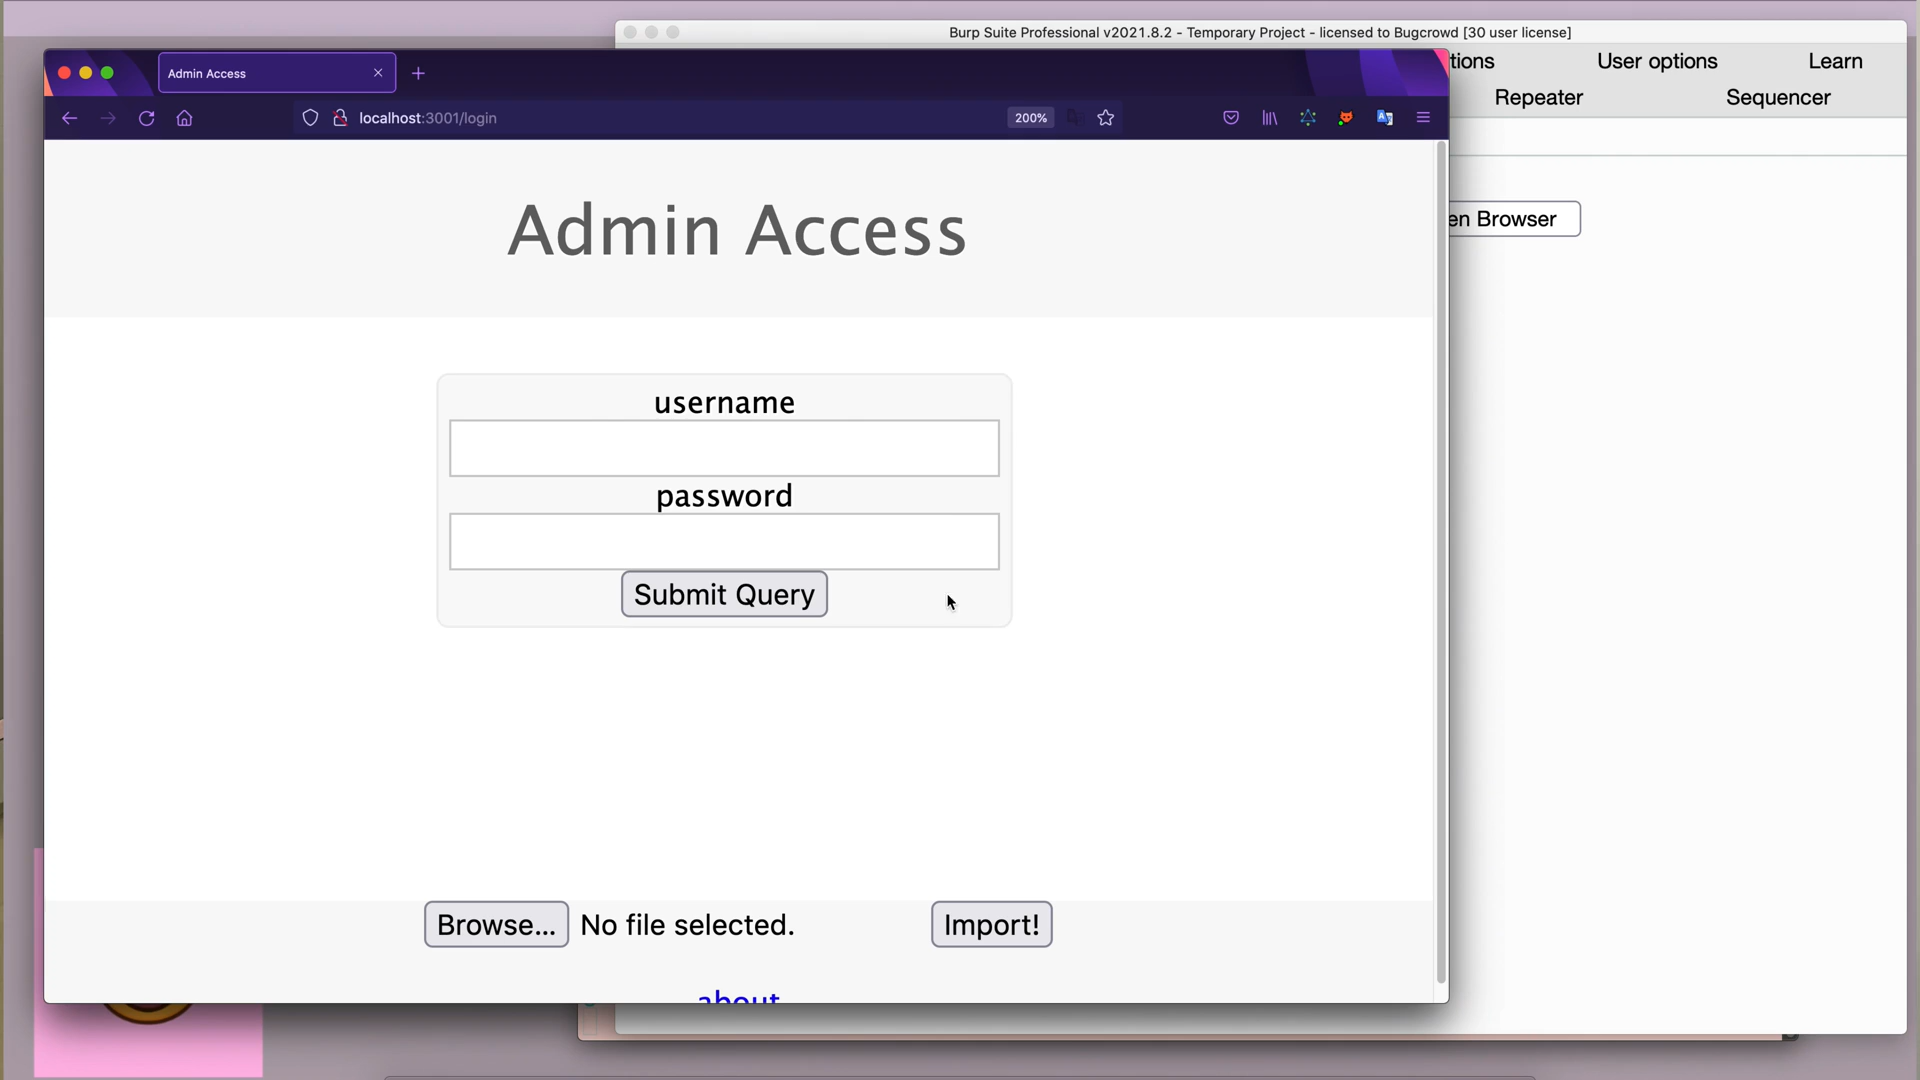 Burp Suite Professional v2021.8.2 - Temporary Project - licensed to Bugcrowd [30 user license]
tions User options Learn
Repeater Sequencer
en Browser
Admin Access
localhost:3001/login 200%
Admin Access
username
password
Submit Query
Browse... No file selected. Import!
about